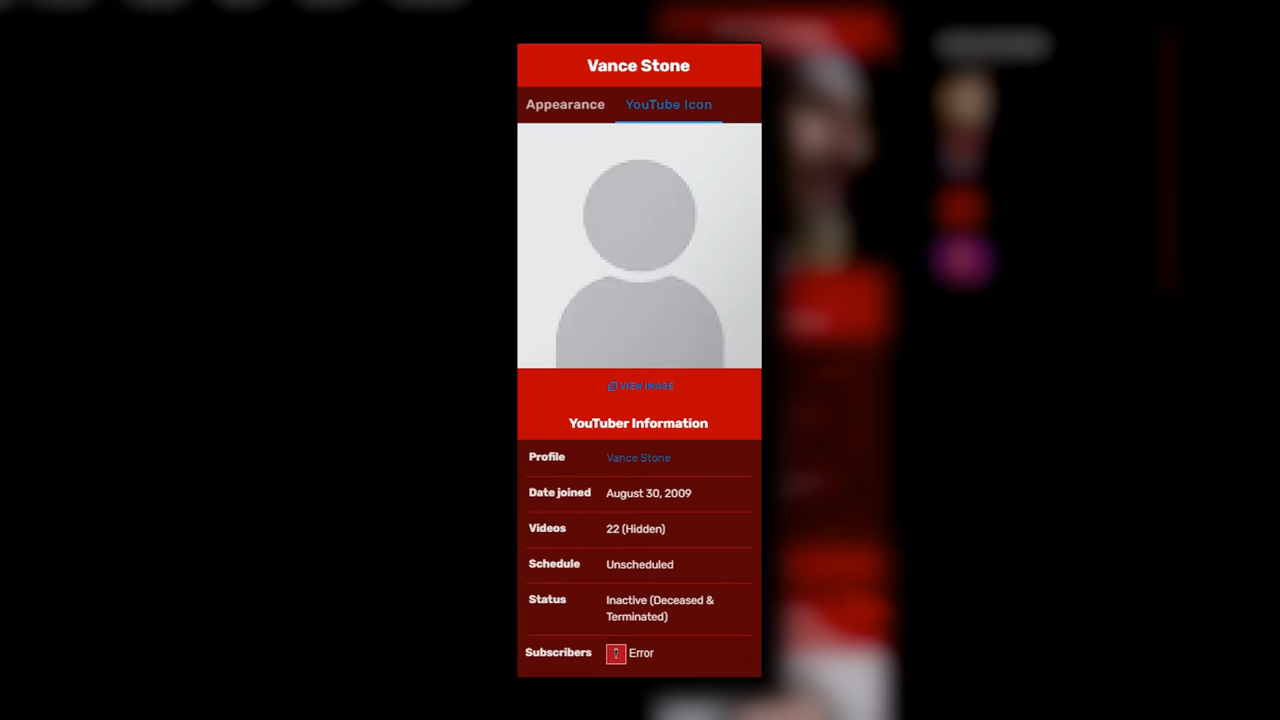 Vance Stone
Appearance YouTube Icon
VIEW IMAGE
YouTuber Information
Profile Vance Stone
Date joined August 30, 2009
Videos 22 (Hidden)
Schedule Unscheduled
Status Inactive (Deceased &
Terminated)
Subscribers Error